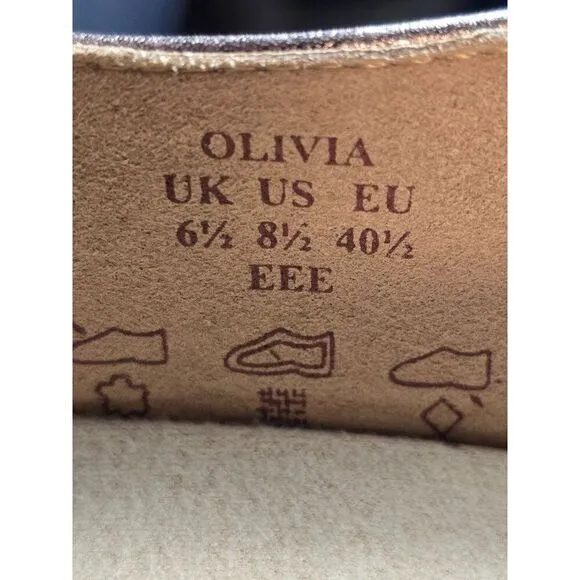 OLIVIA
UK US EU
6½ 8½ 40½
EEE